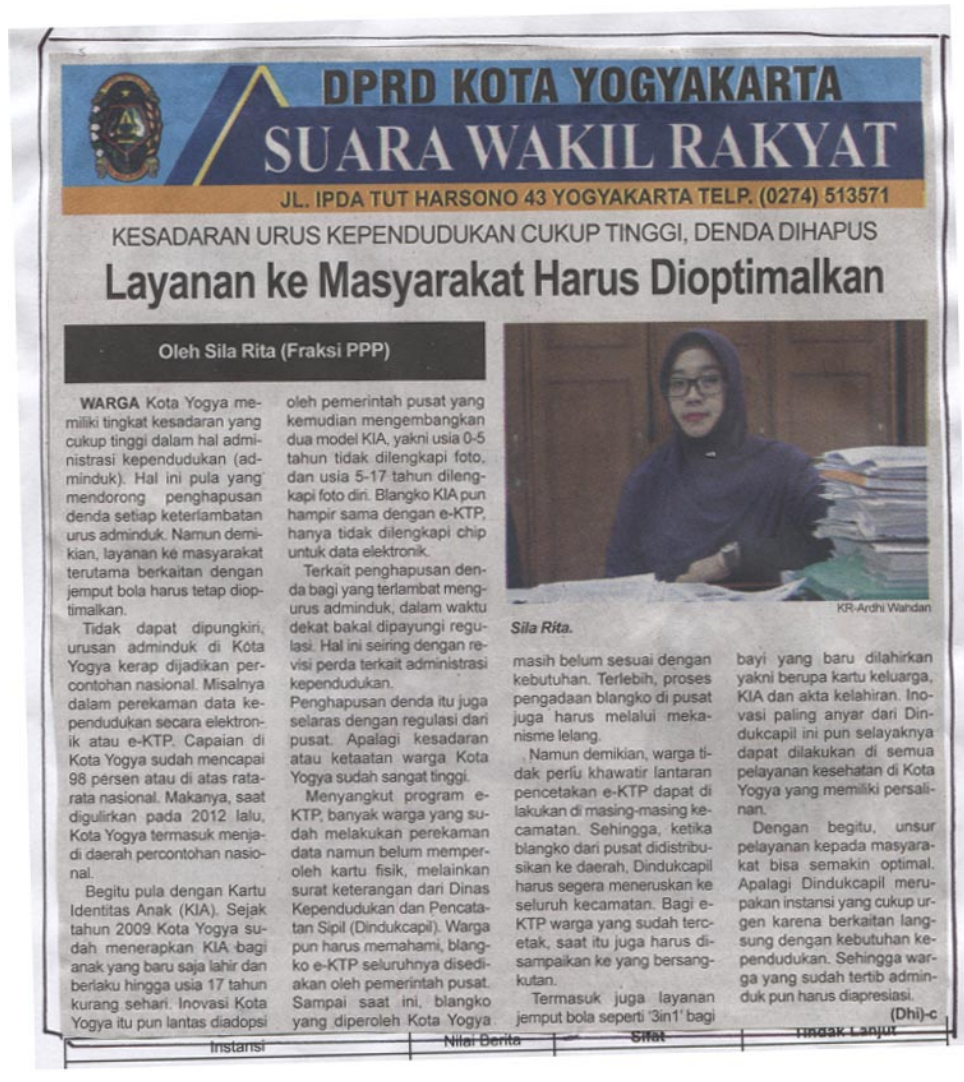 DPRD KOTA YOGYAKARTA
SUARA WAKIL RAKYAT
JL. IPDA TUT HARSONO 43 YOGYAKARTA TELP. (0274) 513571
KESADARAN URUS KEPENDUDUKAN CUKUP TINGGI, DENDA DIHAPUS
Layanan ke Masyarakat Harus Dioptimalkan
Oleh Sila Rita (Fraksi PPP)
WARGA Kota Yogya me-
miliki tingkat kesadaran yang
cukup tinggi dalam hal admi-
nistrasi kependudukan (ad-
minduk). Hal ini pula yang
mendorong penghapusan
denda setiap keterlambatan
urus adminduk. Namun demi-
kian, layanan ke masyarakat
terutama berkaitan dengan
jemput bola harus tetap diop-
timalkan.
Tidak dapat dipungkiri,
urusan adminduk di Kota
Yogya kerap dijadikan per-
contohan nasional. Misalnya
dalam perekaman data ke-
pendudukan secara elektron-
ik atau e-KTP. Capaian di
Kota Yogya sudah mencapai
98 persen atau di atas rata-
rata nasional. Makanya, saat
digulirkan pada 2012 lalu,
Kota Yogya termasuk menja-
di daerah percontohan nasio-
nal.
Begitu pula dengan Kartu
Identitas Anak (KIA). Sejak
tahun 2009 Kota Yogya su-
dah menerapkan KIA bagi
anak yang baru saja lahir dan
berlaku hingga usia 17 tahun
kurang sehari. Inovasi Kota
Yogya itu pun lantas diadopsi
oleh pemerintah pusat yang
kemudian mengembangkan
dua model KIA, yakni usia 0-5
tahun tidak dilengkapi foto,
dan usia 5-17 tahun dileng-
kapi foto diri. Blangko KIA pun
hampir sama dengan e-KTP,
hanya tidak dilengkapi chip
untuk data elektronik.
Terkait penghapusan den-
da bagi yang terlambat meng-
urus adminduk, dalam waktu
dekat bakal dipayungi regu-
lasi. Hal ini seiring dengan re-
visi perda terkait administrasi
kependudukan.
Penghapusan denda itu juga
selaras dengan regulasi dari
pusat. Apalagi kesadaran
atau ketaatan warga Kota
Yogya sudah sangat tinggi.
Menyangkut program e-
KTP, banyak warga yang su-
dah melakukan perekaman
data namun belum memper-
oleh kartu fisik, melainkan
surat keterangan dari Dinas
Kependudukan dan Pencata-
tan Sipil (Dindukcapil). Warga
pun harus memahami, blang-
ko e-KTP seluruhnya disedi-
akan oleh pemerintah pusat.
Sampai saat ini, blangko
yang diperoleh Kota Yogya
KR-Ardhi Wahdan
Sila Rita.
masih belum sesuai dengan
kebutuhan. Terlebih, proses
pengadaan blangko di pusat
juga harus melalui meka-
nisme lelang.
Namun demikian, warga ti-
dak perlu khawatir lantaran
pencetakan e-KTP dapat di-
lakukan di masing-masing ke-
camatan. Sehingga, ketika
blangko dari pusat didistribu-
sikan ke daerah, Dindukcapil
harus segera meneruskan ke
seluruh kecamatan. Bagi e-
KTP warga yang sudah terc-
etak, saat itu juga harus di-
sampaikan ke yang bersang-
kutan.
Termasuk juga layanan
jemput bola seperti '3in1' bagi
bayi yang baru dilahirkan
yakni berupa kartu keluarga,
KIA dan akta kelahiran. Ino-
vasi paling anyar dari Din-
dukcapil ini pun selayaknya
dapat dilakukan di semua
pelayanan kesehatan di Kota
Yogya yang memiliki persali-
nan.
Dengan begitu, unsur
pelayanan kepada masyara-
kat bisa semakin optimal.
Apalagi Dindukcapil meru-
pakan instansi yang cukup ur-
gen karena berkaitan lang-
sung dengan kebutuhan ke-
pendudukan. Sehingga war-
ga yang sudah tertib admin-
duk pun harus diapresiasi.
(Dhi)-c
Instansi Nilai Berita Sifat Tindak Lanjut